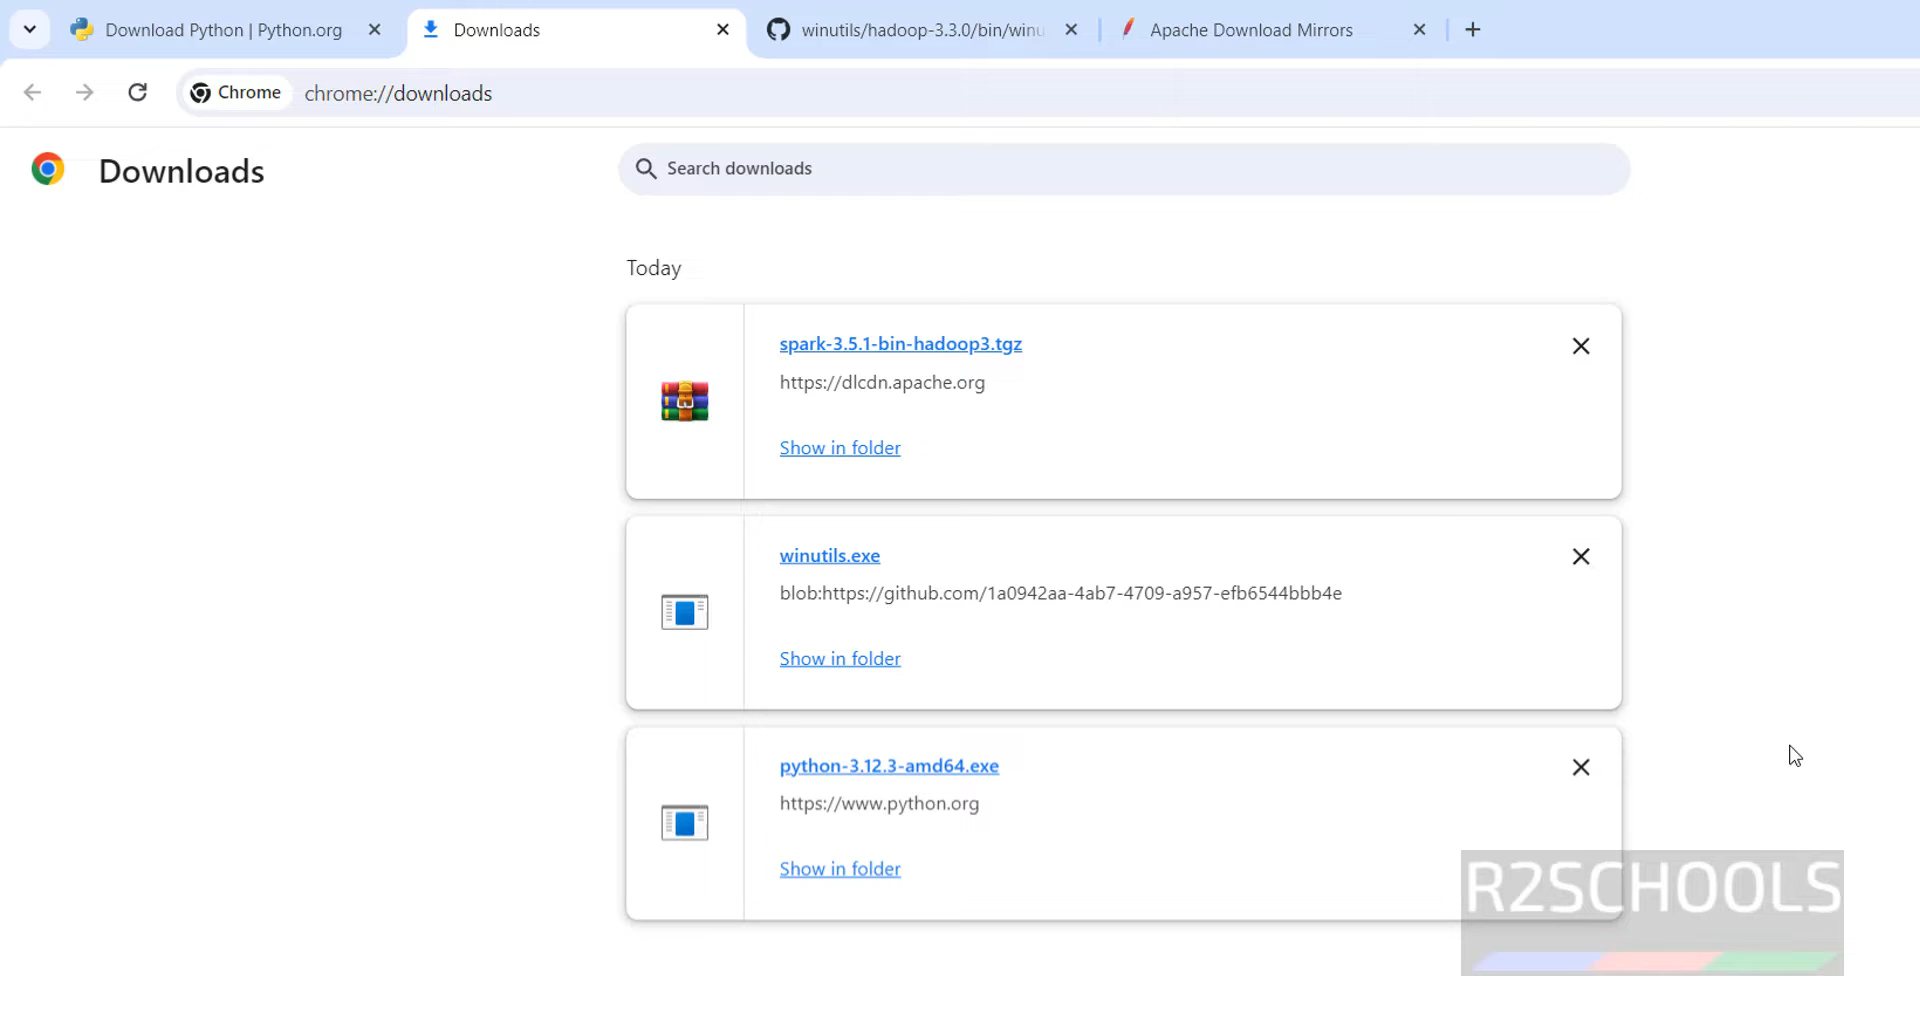 Download Python | Python.org
Downloads
winutils/hadoop-3.3.0/bin/winu
Apache Download Mirrors
Chrome
chrome://downloads
Downloads
Search downloads
Today
spark-3.5.1-bin-hadoop3.tgz
https://dlcdn.apache.org
Show in folder
winutils.exe
blob:https://github.com/1a0942aa-4ab7-4709-a957-efb6544bbb4e
Show in folder
python-3.12.3-amd64.exe
https://www.python.org
Show in folder
R2SCHOOLS